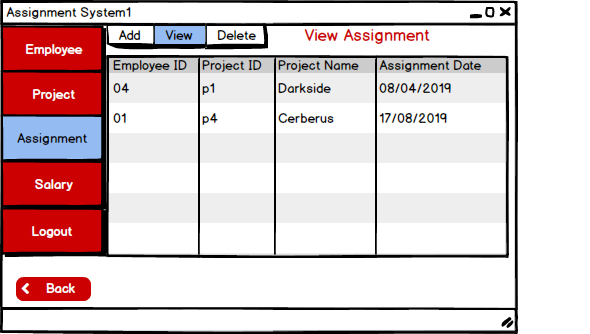 Assignment System1
Add View Delete View Assignment
Employee
Project
Assignment
Salary
Logout
Employee ID Project ID Project Name Assignment Date
04 p1 Darkside 08/04/2019
01 p4 Cerberus 17/08/2019
Back